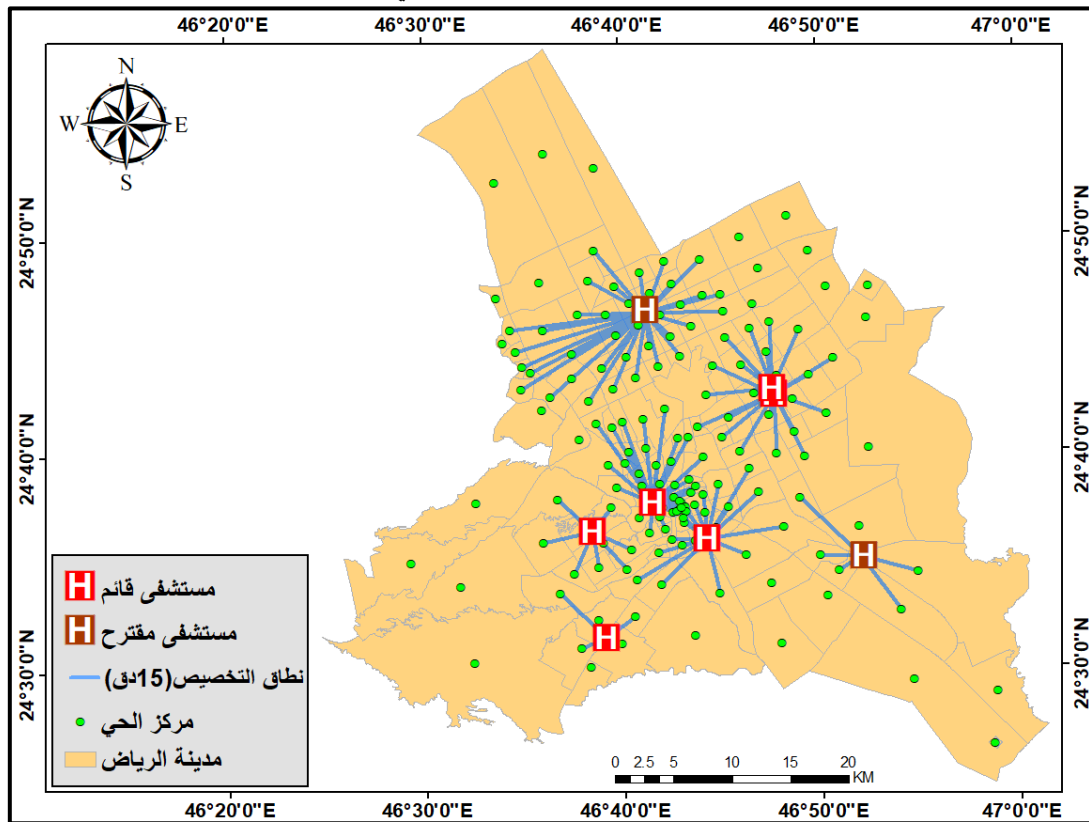 46°20'0"E 46°30'0"E 46°40'0"E 46°50'0"E 47°0'0"E
N
W E
S
24°50'0"N 24°50'0"N
24°40'0"N 24°40'0"N
24°30'0"N 24°30'0"N
H H H H H H H
H مستشفى قائم
H مستشفى مقترح
نطاق التخصيص(15دق)
مركز الحي
مدينة الرياض
0 2.5 5 10 15 20
KM
46°20'0"E 46°30'0"E 46°40'0"E 46°50'0"E 47°0'0"E